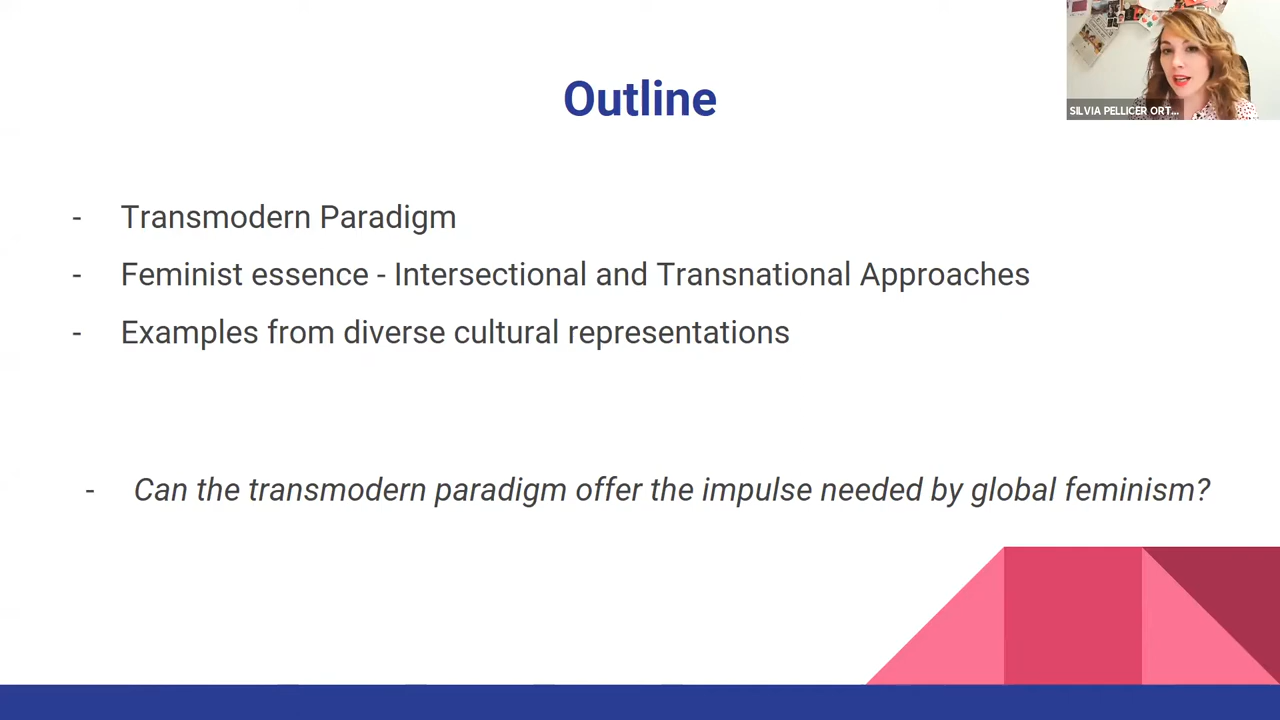 Outline
SILVIA PELLICER ORT...
- Transmodern Paradigm
- Feminist essence - Intersectional and Transnational Approaches
- Examples from diverse cultural representations
- Can the transmodern paradigm offer the impulse needed by global feminism?